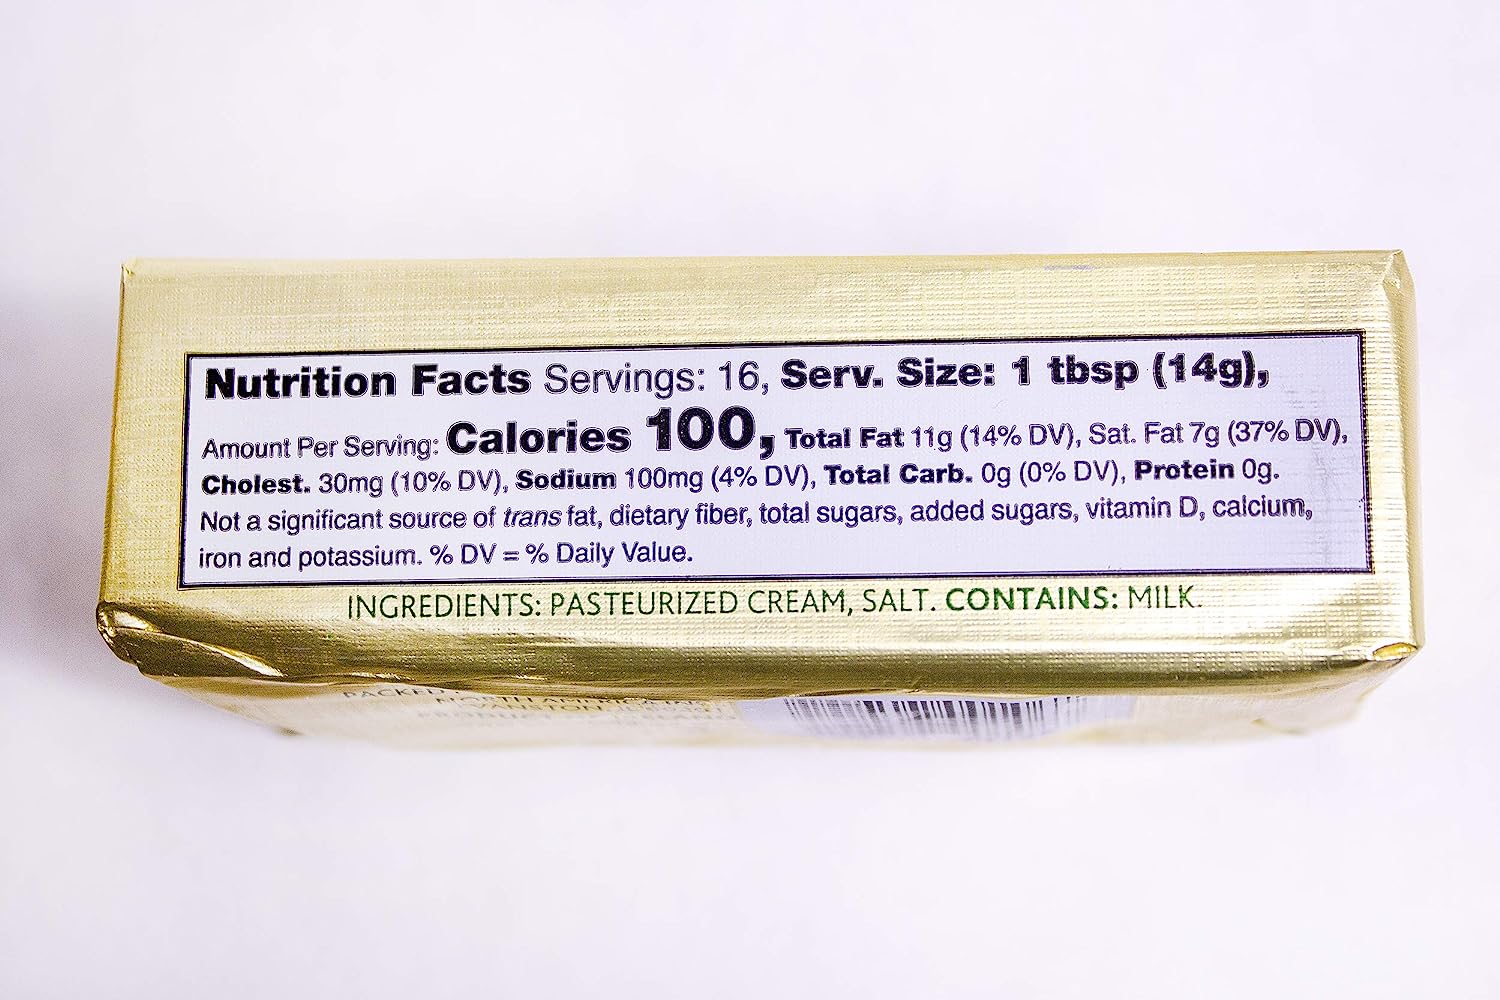 Nutrition Facts Servings: 16, Serv. Size: 1 tbsp (14g),
Amount Per Serving: Calories 100, Total Fat 11g (14% DV), Sat. Fat 7g (37% DV),
Cholest. 30mg (10% DV), Sodium 100mg (4% DV), Total Carb. 0g (0% DV), Protein 0g.
Not a significant source of trans fat, dietary fiber, total sugars, added sugars, vitamin D, calcium,
iron and potassium. % DV = % Daily Value.
INGREDIENTS: PASTEURIZED CREAM, SALT. CONTAINS: MILK.
PACKED